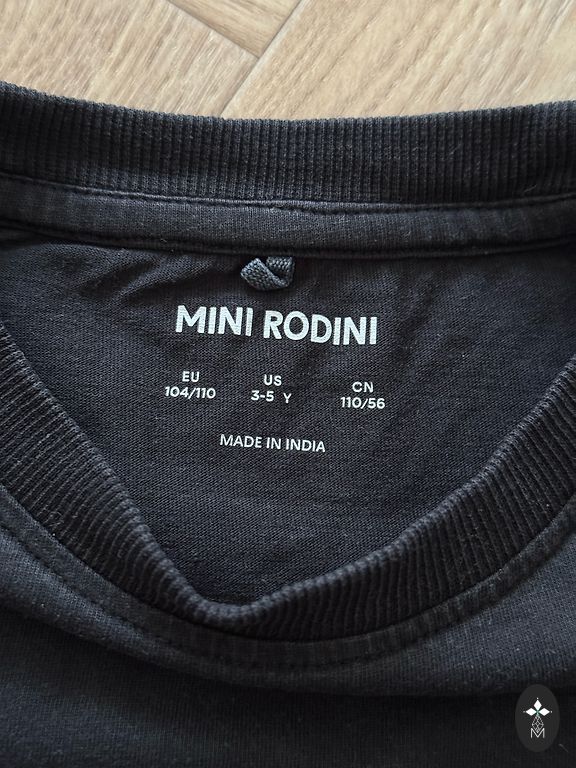 MINI RODINI
EU US CN
104/110 3-5 Y 110/56
MADE IN INDIA
M